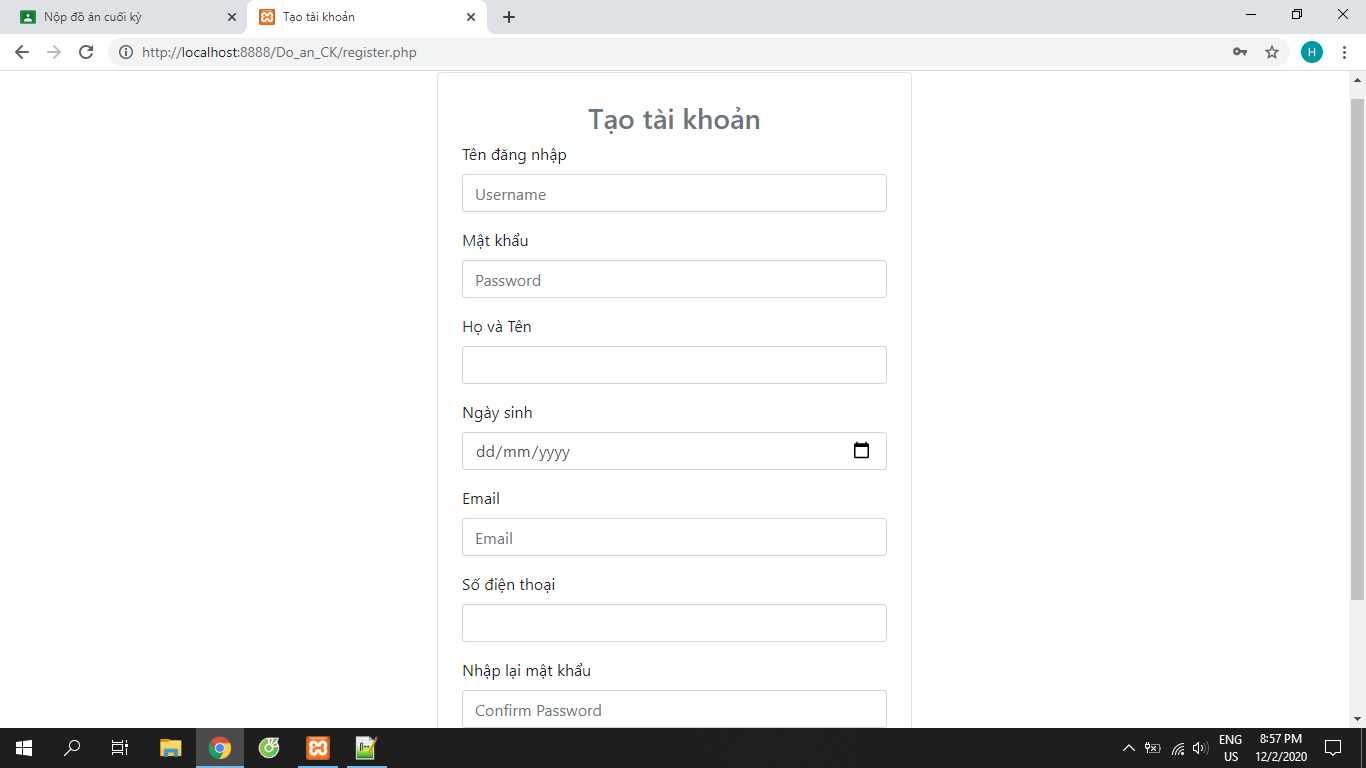 Nộp đồ án cuối kỳ
Tạo tài khoản
http://localhost:8888/Do_an_CK/register.php
H
Tạo tài khoản
Tên đăng nhập
Username
Mật khẩu
Password
Họ và Tên
Ngày sinh
dd/mm/yyyy
Email
Email
Số điện thoại
Nhập lại mật khẩu
Confirm Password
ENG
US
8:57 PM
12/2/2020